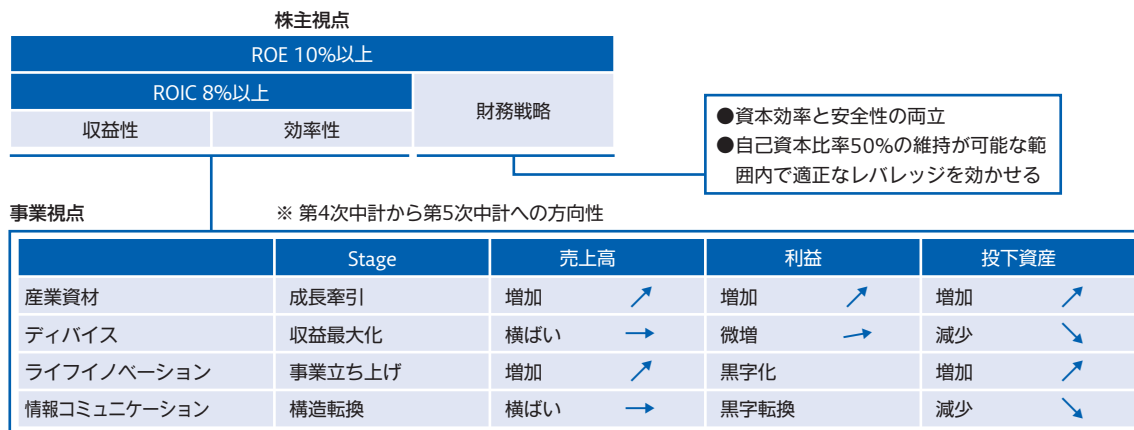 株主視点
ROE 10%以上
ROIC 8%以上
財務戦略
収益性 効率性
●資本効率と安全性の両立
●自己資本比率50%の維持が可能な範
囲内で適正なレバレッジを効かせる
事業視点 ※ 第4次中計から第5次中計への方向性
Stage 売上高 利益 投下資産
産業資材 成長牽引 増加 ↗ 増加 ↗ 増加 ↗
ディバイス 収益最大化 横ばい → 微増 → 減少 ↘
ライフイノベーション 事業立ち上げ 増加 ↗ 黒字化 増加 ↗
情報コミュニケーション 構造転換 横ばい → 黒字転換 減少 ↘